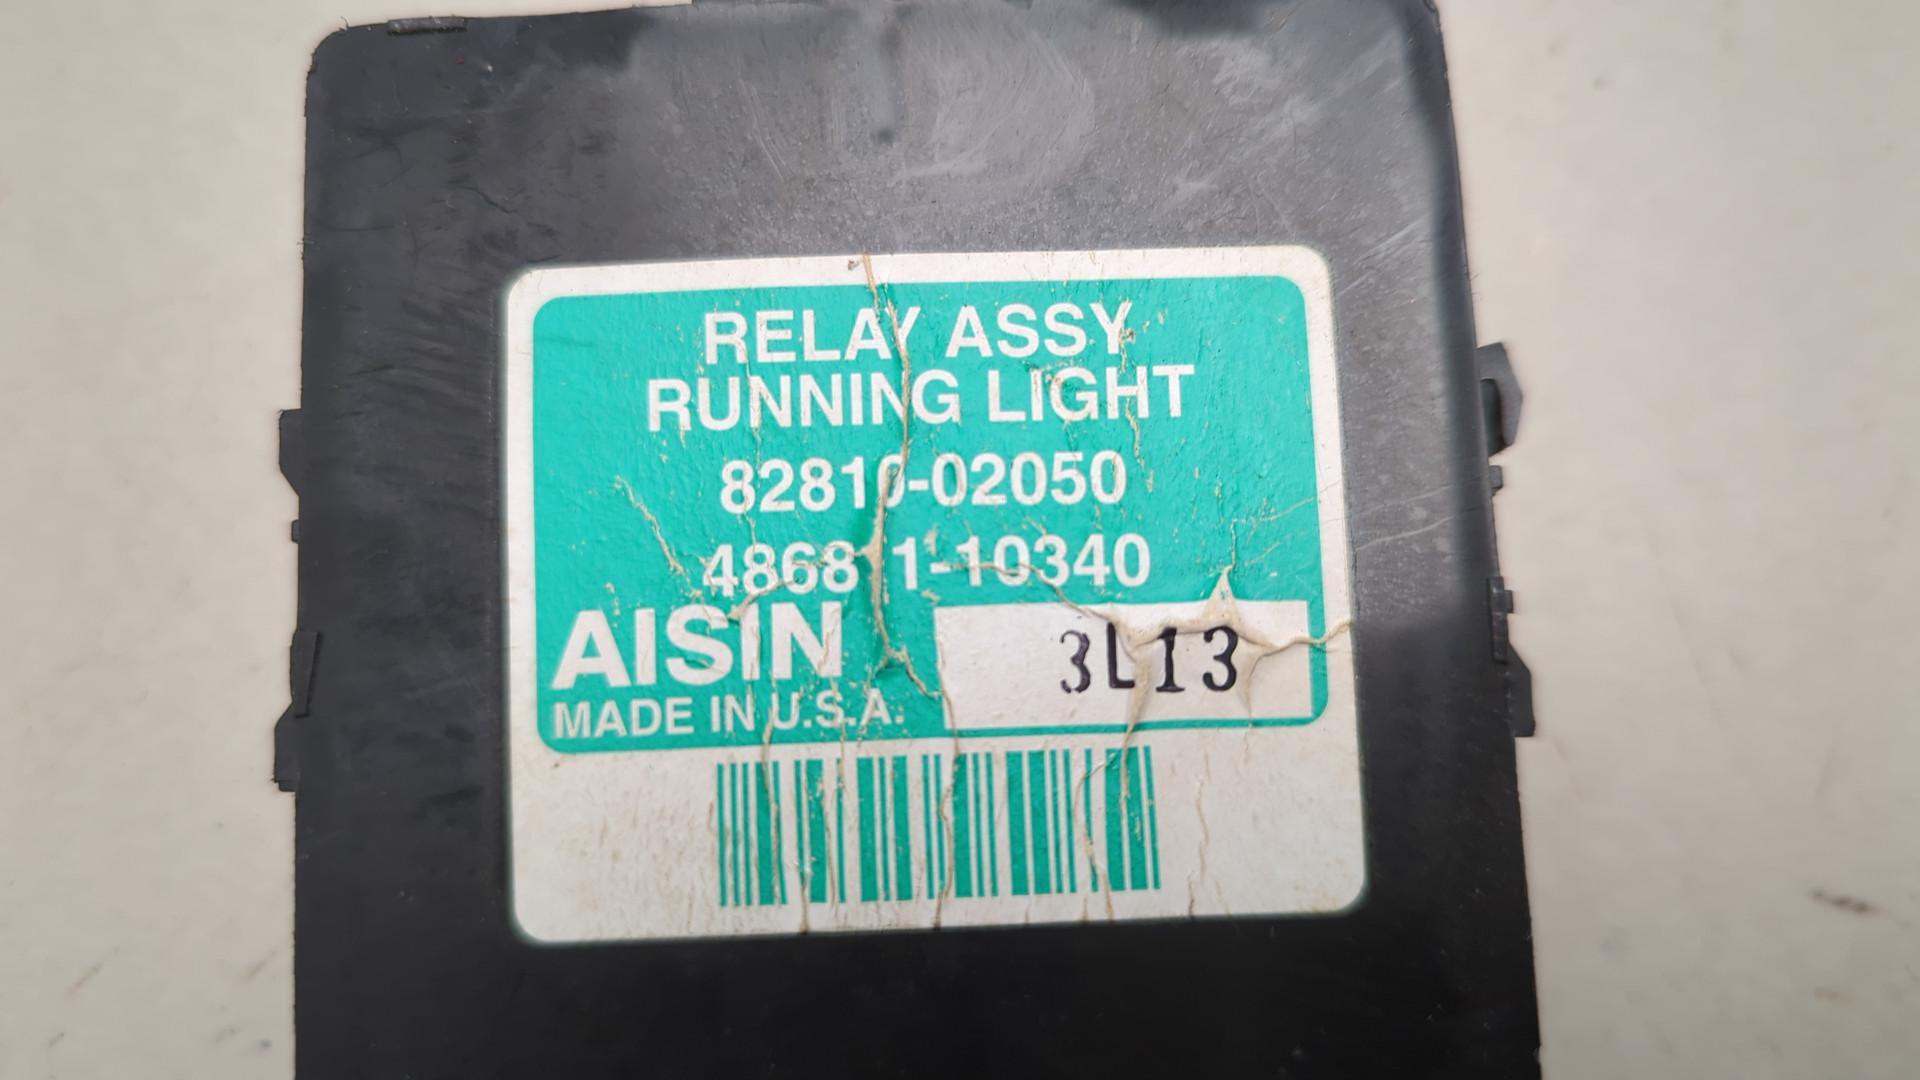 RELAY ASSY
RUNNING LIGHT
82810-02050
48681-10340
AISIN
3L13
MADE IN U.S.A.